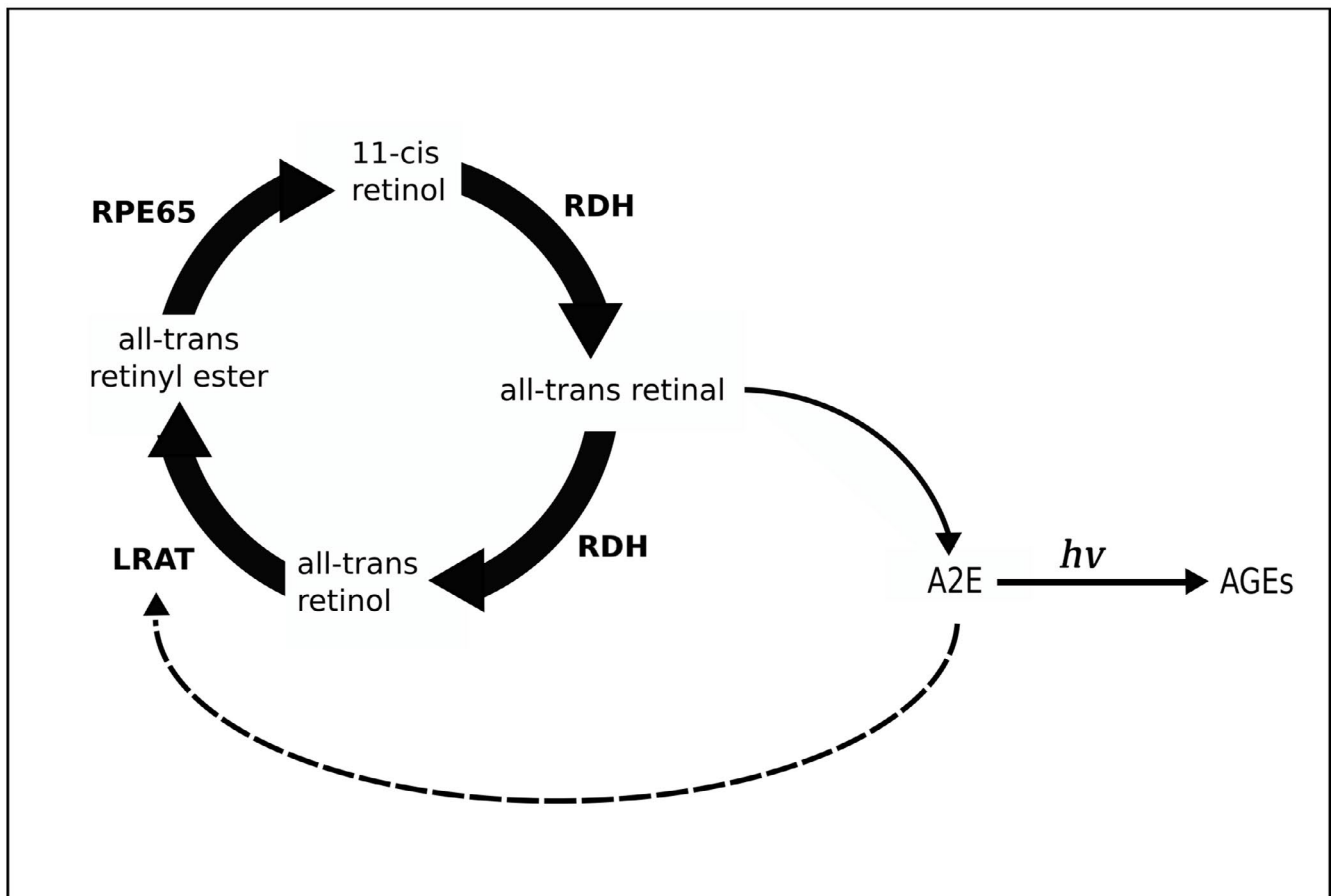 11-cis
retinol
RPE65
RDH
all-trans
retinyl ester
all-trans retinal
LRAT
all-trans
retinol
RDH
A2E
hv
AGEs